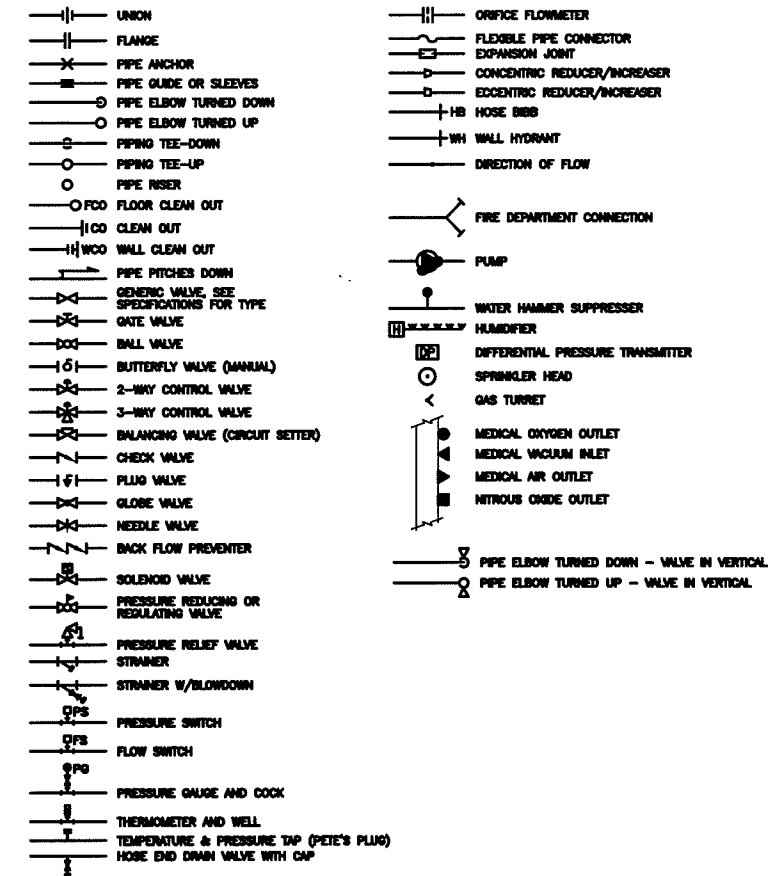 UNION
FLANGE
PIPE ANCHOR
PIPE GUIDE OR SLEEVES
PIPE ELBOW TURNED DOWN
PIPE ELBOW TURNED UP
PIPING TEE-DOWN
PIPING TEE-UP
PIPE RISER
FCO FLOOR CLEAN OUT
CO CLEAN OUT
WCO WALL CLEAN OUT
PIPE PITCHES DOWN
GENERIC VALVE, SEE
SPECIFICATIONS FOR TYPE
GATE VALVE
BALL VALVE
BUTTERFLY VALVE (MANUAL)
2-WAY CONTROL VALVE
3-WAY CONTROL VALVE
BALANCING VALVE (CIRCUIT SETTER)
CHECK VALVE
PLUG VALVE
GLOBE VALVE
NEEDLE VALVE
BACK FLOW PREVENTER
SOLENOID VALVE
PRESSURE REDUCING OR
REGULATING VALVE
PRESSURE RELIEF VALVE
STRAINER
STRAINER W/BLOWDOWN
PS
PRESSURE SWITCH
FS
FLOW SWITCH
PG
PRESSURE GAUGE AND COCK
THERMOMETER AND WELL
TEMPERATURE & PRESSURE TAP (PETE'S PLUG)
HOSE END DRAIN VALVE WITH CAP
ORIFICE FLOWMETER
FLEXIBLE PIPE CONNECTOR
EXPANSION JOINT
CONCENTRIC REDUCER/INCREASER
ECCENTRIC REDUCER/INCREASER
HB HOSE BIBB
WH WALL HYDRANT
DIRECTION OF FLOW
FIRE DEPARTMENT CONNECTION
PUMP
WATER HAMMER SUPPRESSER
H HUMIDIFIER
DP DIFFERENTIAL PRESSURE TRANSMITTER
SPRINKLER HEAD
GAS TURRET
MEDICAL OXYGEN OUTLET
MEDICAL VACUUM INLET
MEDICAL AIR OUTLET
NITROUS OXIDE OUTLET
PIPE ELBOW TURNED DOWN - VALVE IN VERTICAL
PIPE ELBOW TURNED UP - VALVE IN VERTICAL